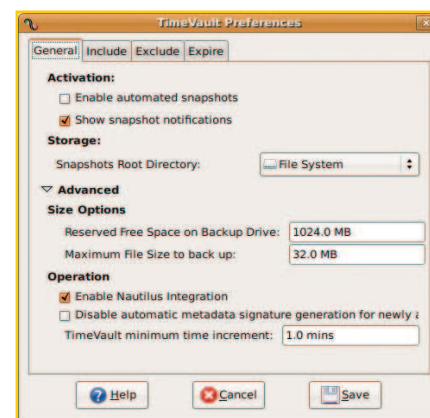 TimeVault Preferences
General Include Exclude Expire
Activation:
Enable automated snapshots
Show snapshot notifications
Storage:
Snapshots Root Directory: File System
Advanced
Size Options
Reserved Free Space on Backup Drive: 1024.0 MB
Maximum File Size to back up: 32.0 MB
Operation
Enable Nautilus Integration
Disable automatic metadata signature generation for newly a
TimeVault minimum time increment: 1.0 mins
Help Cancel Save